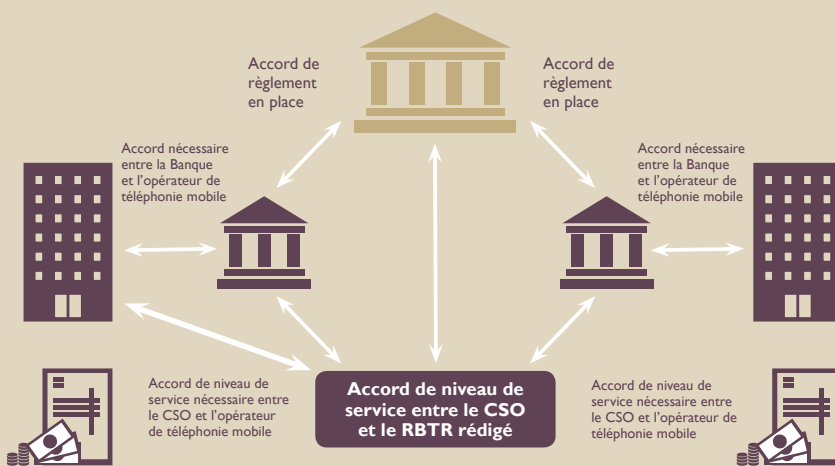 Accord de
règlement
en place
Accord de
règlement
en place
Accord nécessaire
entre la Banque
et l'opérateur de
téléphonie mobile
Accord nécessaire
entre la Banque
et l'opérateur de
téléphonie mobile
Accord de niveau de
service nécessaire entre
le CSO et l'opérateur
de téléphonie mobile
Accord de niveau de
service entre le CSO
et le RBTR rédigé
Accord de niveau de
service nécessaire entre
le CSO et l'opérateur de
téléphonie mobile